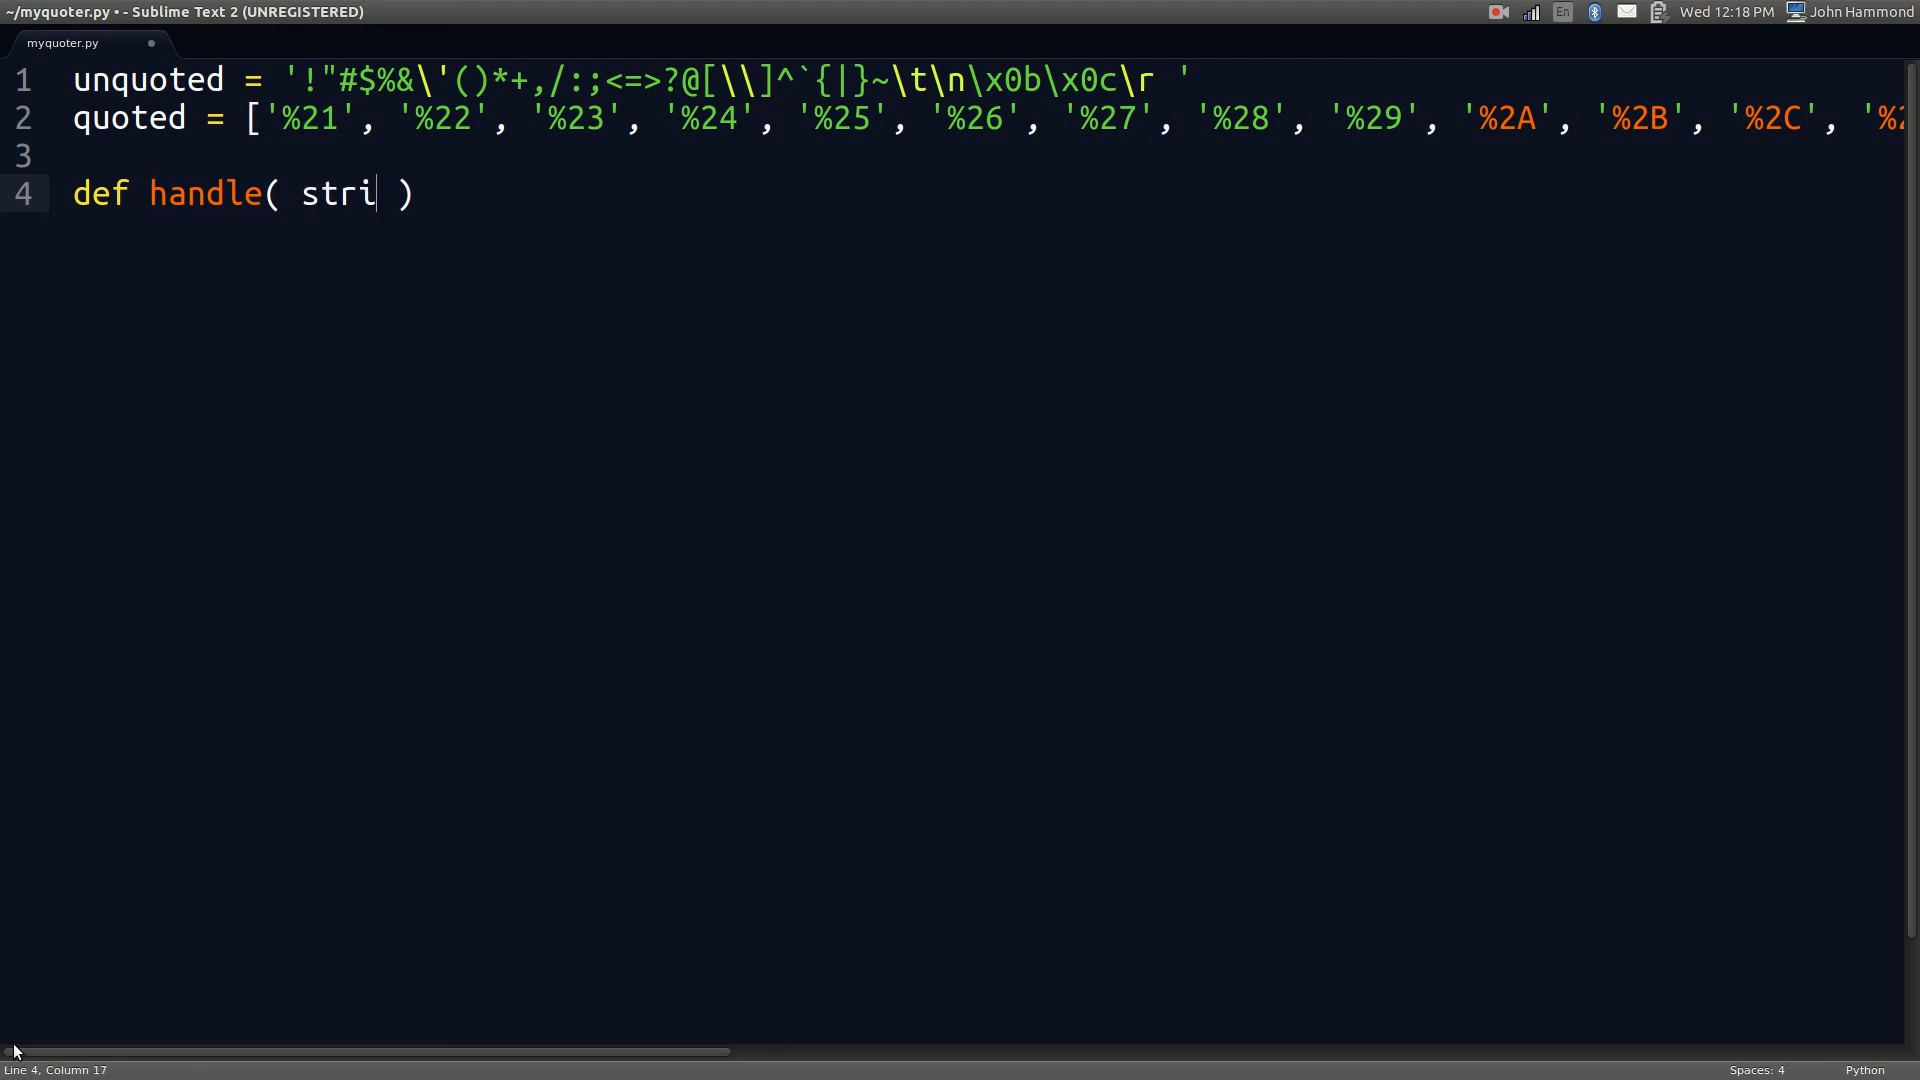 ~/myquoter.py • - Sublime Text 2 (UNREGISTERED)
En
Wed 12:18 PM
John Hammond
myquoter.py
1 unquoted = '!"#$%&\'()*+,/:;<=>?@[\\]^`{|}~\t\n\x0b\x0c\r '
2 quoted = ['%21', '%22', '%23', '%24', '%25', '%26', '%27', '%28', '%29', '%2A', '%2B', '%2C', '%2
3
4 def handle( stri )
Line 4, Column 17
Spaces: 4
Python